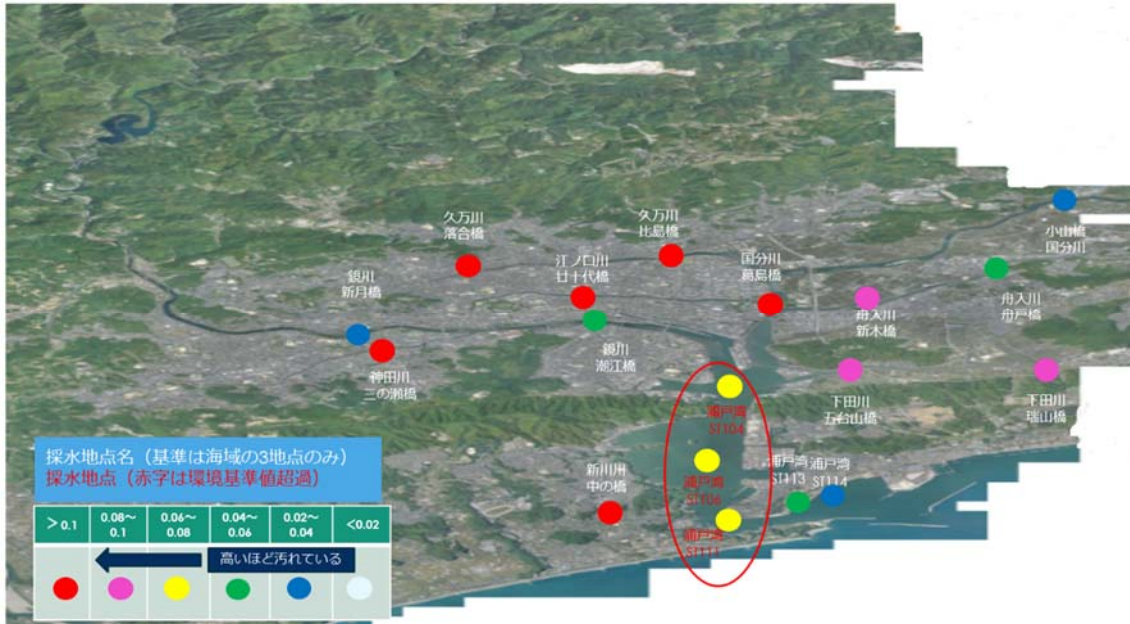 久万川
落合橋
久万川
比島橋
江ノ口川
廿十代橋
国分川
葛島橋
小山橋
国分川
鏡川
新月橋
舟入川
新木橋
舟入川
舟戸橋
鏡川
潮江橋
神田川
三の瀬橋
下田川
五台山橋
下田川
瑞山橋
浦戸湾
ST104
浦戸湾
ST106
浦戸湾
ST111
浦戸湾
ST113
浦戸湾
ST114
新川川
中の橋
採水地点名（基準は海域の3地点のみ）
採水地点（赤字は環境基準値超過）
＞0.1
0.08～
0.1
0.06～
0.08
0.04～
0.06
0.02～
0.04
<0.02
高いほど汚れている